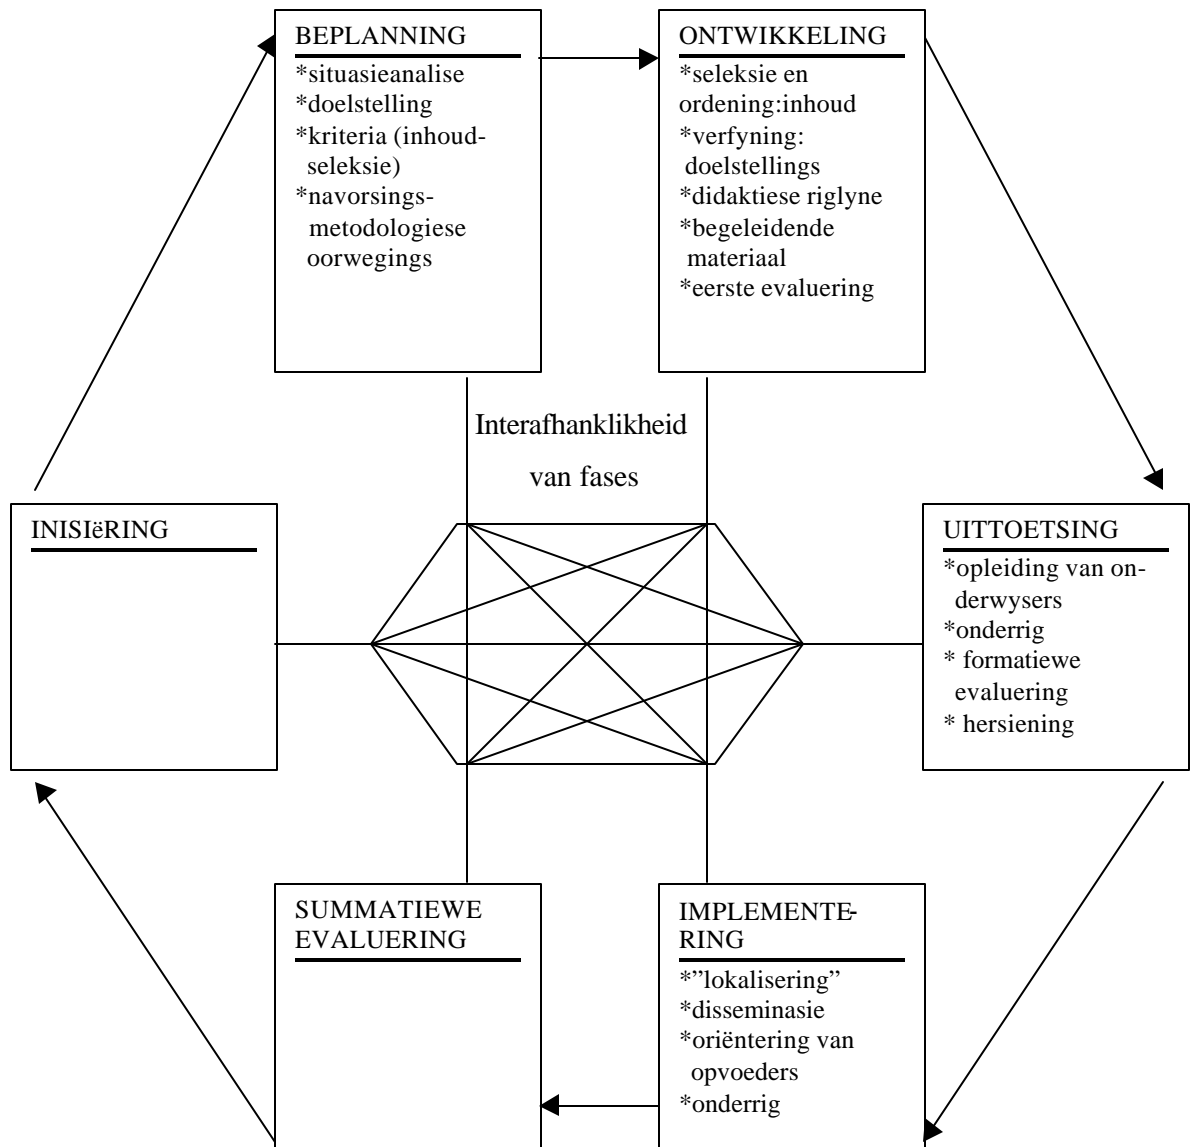 BEPLANNING
*situasieanalise
*doelstelling
*kriteria (inhoud-
seleksie)
*navorsings-
metodologiese
oorwegings
ONTWIKKELING
*seleksie en
ordening:inhoud
*verfyning:
doelstellings
*didaktiese riglyne
*begeleidende
materiaal
*eerste evaluering
Interafhanklikheid
van fases
INISIëRING
UITTOETSING
*opleiding van on-
derwysers
*onderrig
* formatiewe
evaluering
* hersiening
SUMMATIEWE
EVALUERING
IMPLEMENTE-
RING
*”lokalisering”
*disseminasie
*oriëntering van
opvoeders
*onderrig